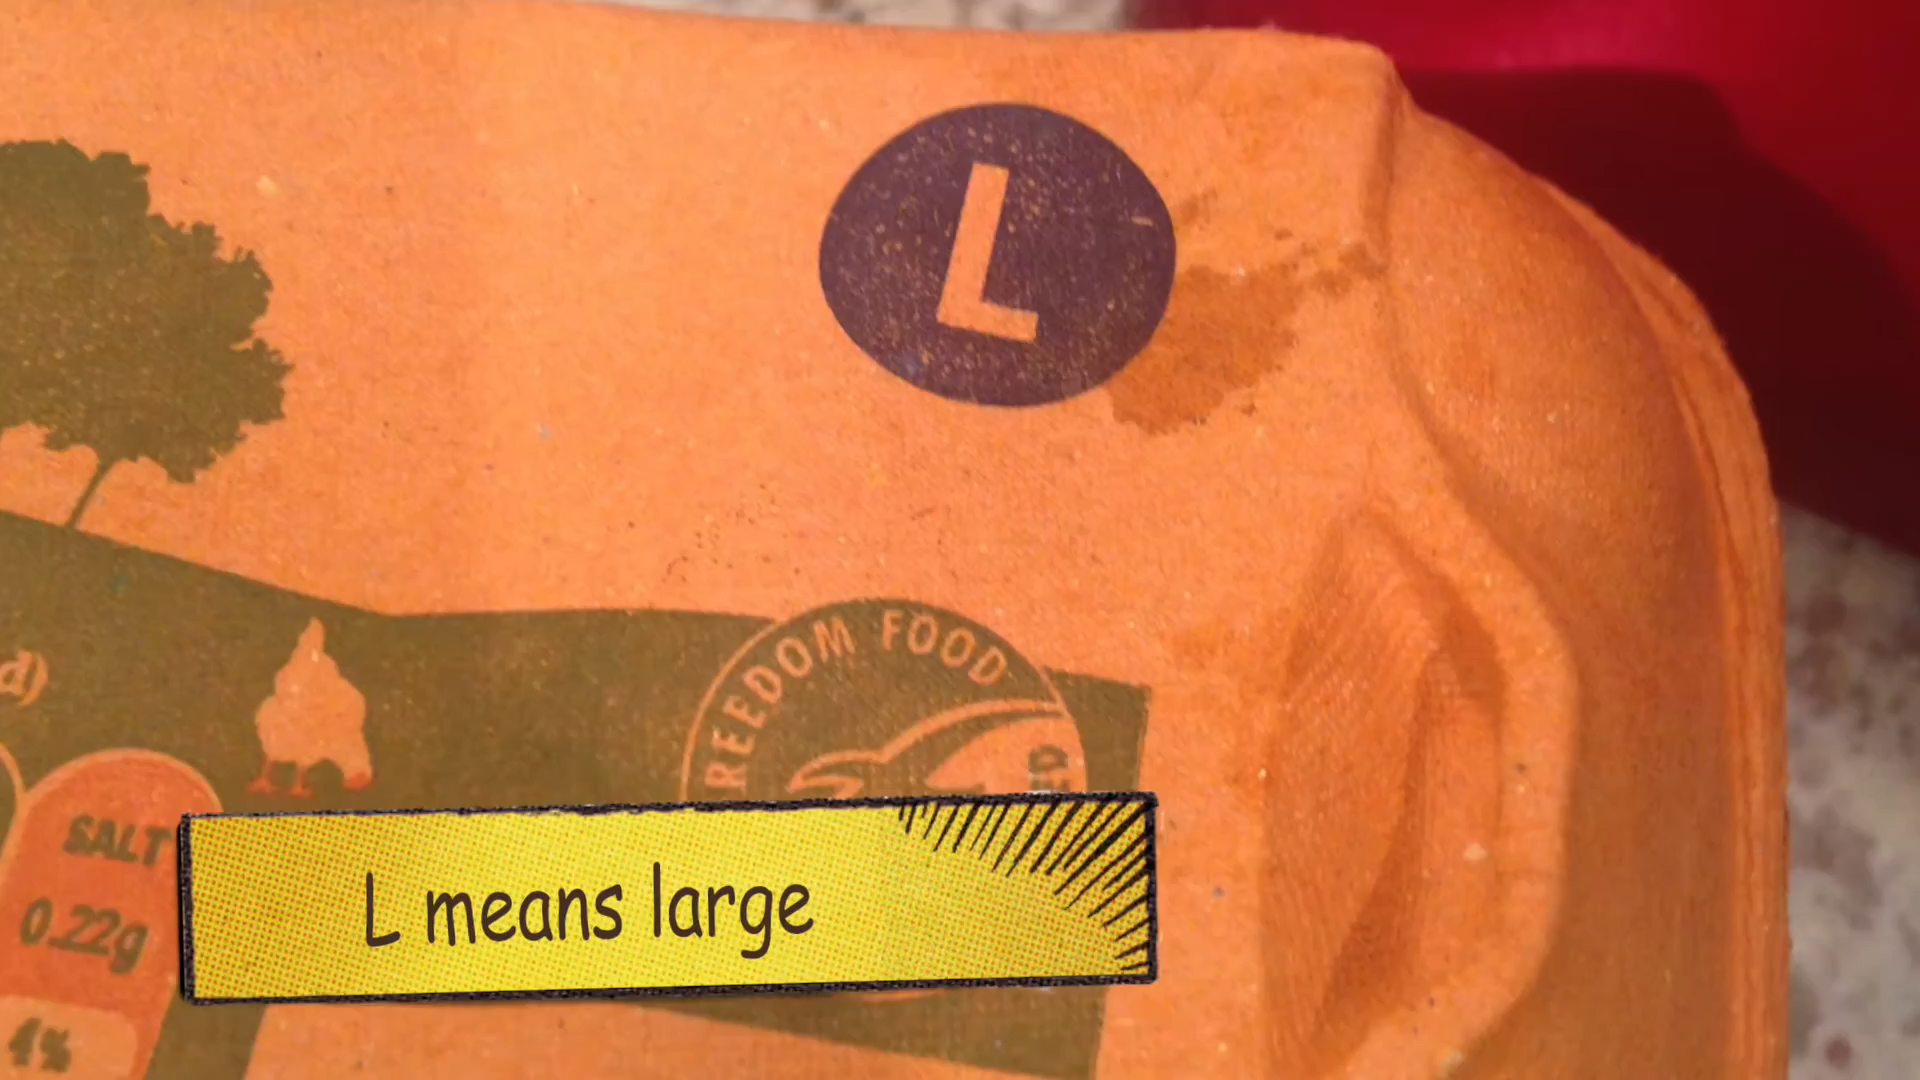 L
FREEDOM FOOD
d)
SALT
0.22g
4%
L means large